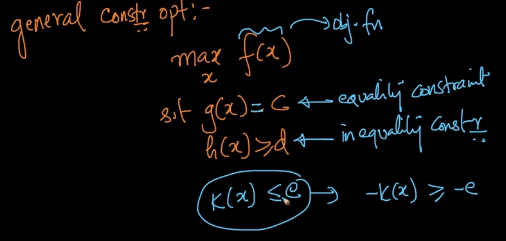 general constr opt:-
max f(x) → obj. fn
x
s.t g(x) = C ← equality constraint
h(x) ≥ d ← inequality constr
K(x) ≤ e → -K(x) ≥ -e